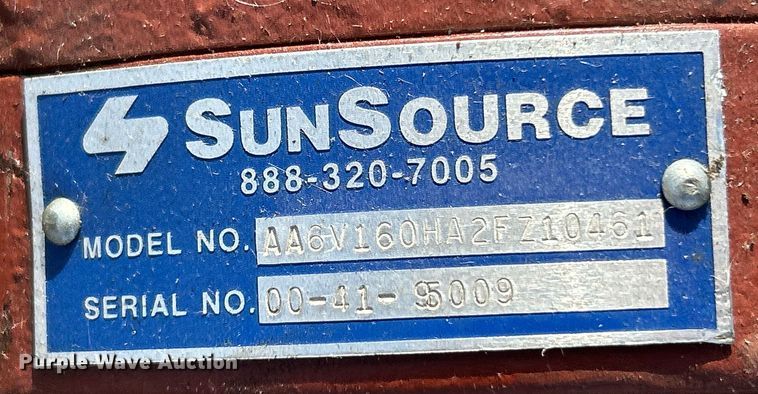 SUNSOURCE
888-320-7005
MODEL NO. AA6V160HA2FZ10461
SERIAL NO. 00-41-
Purple Wave Auction